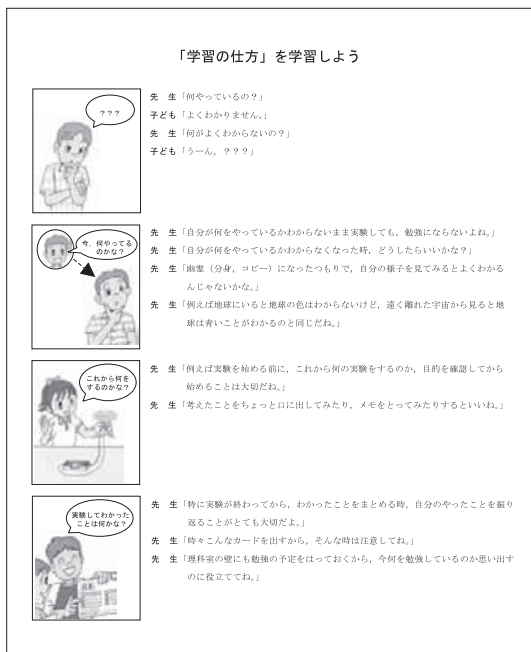 「学習の仕方」を学習しよう
？？？
先　生「何やっているの？」
子ども「よくわかりません。」
先　生「何がよくわからないの？」
子ども「うーん。？？？」
今，何やってる
のかな？
先　生「自分が何をやっているかわからないまま実験しても，勉強にならないよね。」
先　生「自分が何をやっているかわからなくなった時，どうしたらいいかな？」
先　生「幽霊（分身，コピー）になったつもりで，自分の様子を見てみるとよくわかる
んじゃないかな。」
先　生「例えば地球にいると地球の色はわからないけど，遠く離れた宇宙から見ると地
球は青いことがわかるのと同じだね。」
これから何を
するのかな？
先　生「例えば実験を始める前に，これから何の実験をするのか，目的を確認してから
始めることは大切だね。」
先　生「考えたことをちょっと口に出してみたり，メモをとってみたりするといいね。」
実験してわかった
ことは何かな？
先　生「特に実験が終わってから，わかったことをまとめる時，自分のやったことを振り
返ることがとても大切だよ。」
先　生「時々こんなカードを出すから，そんな時は注意してね。」
先　生「理科室の壁にも勉強の予定をはっておくから，今何を勉強しているのか思い出す
のに役立ててね。」